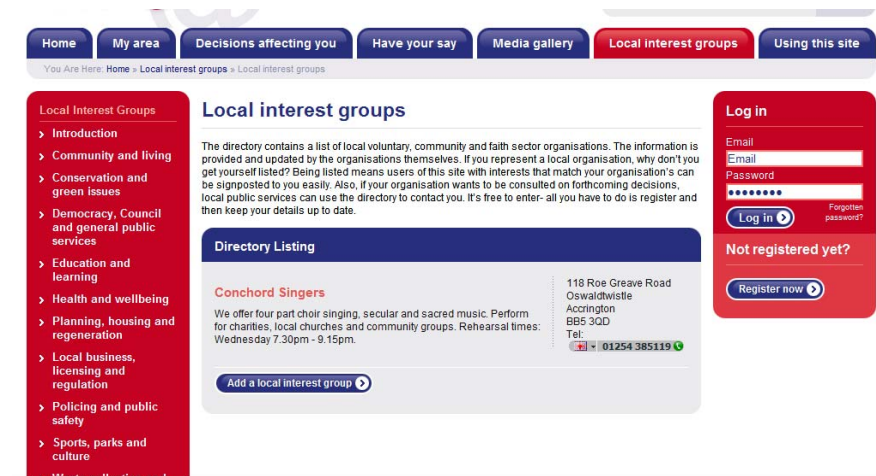 Home
My area
Decisions affecting you
Have your say
Media gallery
Local interest groups
Using this site
You Are Here: Home » Local interest groups » Local interest groups
Local Interest Groups
Introduction
Community and living
Conservation and
green issues
Democracy, Council
and general public
services
Education and
learning
Health and wellbeing
Planning, housing and
regeneration
Local business,
licensing and
regulation
Policing and public
safety
Sports, parks and
culture
Local interest groups
The directory contains a list of local voluntary, community and faith sector organisations. The information is
provided and updated by the organisations themselves. If you represent a local organisation, why don't you
get yourself listed? Being listed means users of this site with interests that match your organisation's can
be signposted to you easily. Also, if your organisation wants to be consulted on forthcoming decisions,
local public services can use the directory to contact you. It's free to enter- all you have to do is register and
then keep your details up to date.
Directory Listing
Conchord Singers
We offer four part choir singing, secular and sacred music. Perform
for charities, local churches and community groups. Rehearsal times:
Wednesday 7.30pm - 9.15pm.
118 Roe Greave Road
Oswaldtwistle
Accrington
BB5 3QD
Tel:
01254 385119
Add a local interest group
Log in
Email
Email
Password
Log in
Forgotten
password?
Not registered yet?
Register now